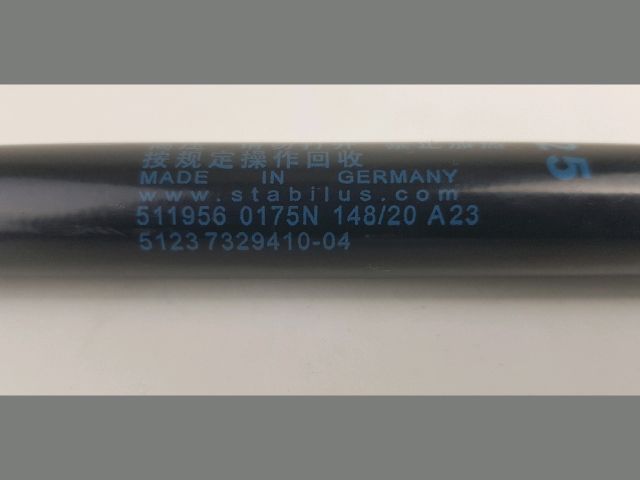 按规定操作回收
MADE IN GERMANY
www.stabilus.com
511956 0175N 148/20 A23
51237329410-04
25